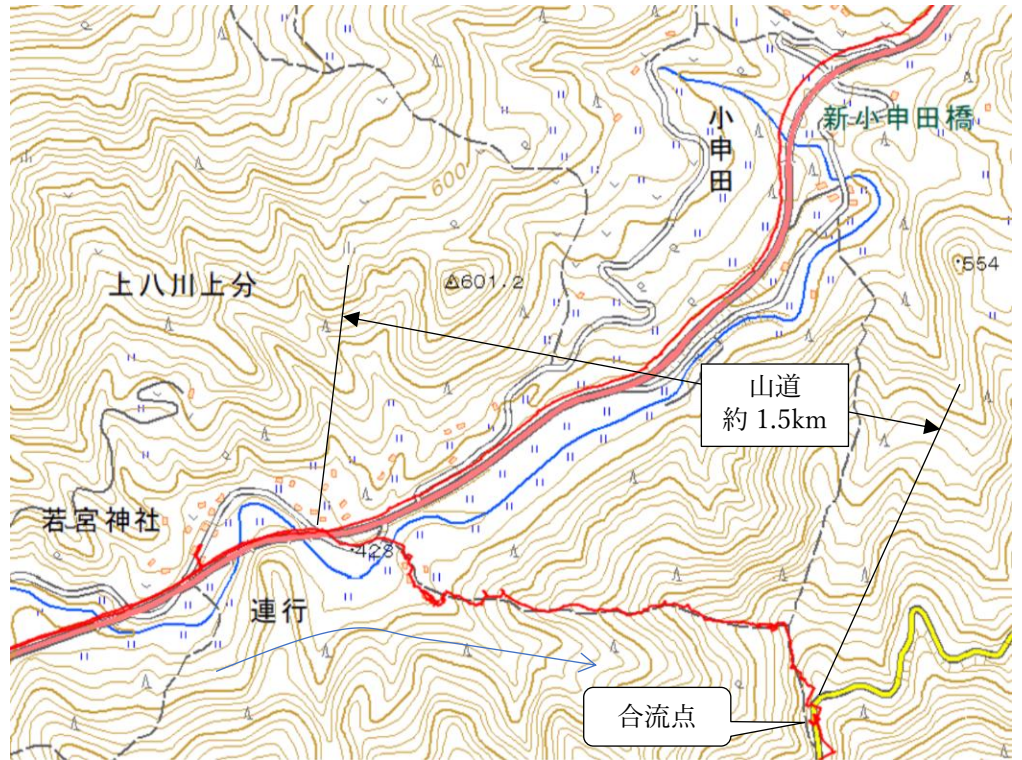 小申田
新小申田橋
600
上八川上分
601.2
554
山道
約 1.5km
若宮神社
428
連行
合流点